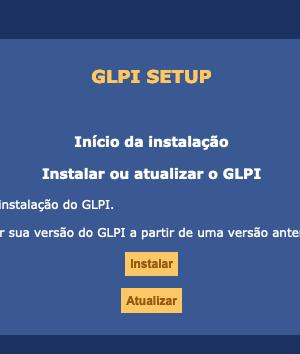 GLPI SETUP
Início da instalação
Instalar ou atualizar o GLPI
instalação do GLPI.
sua versão do GLPI a partir de uma versão
Instalar
Atualizar